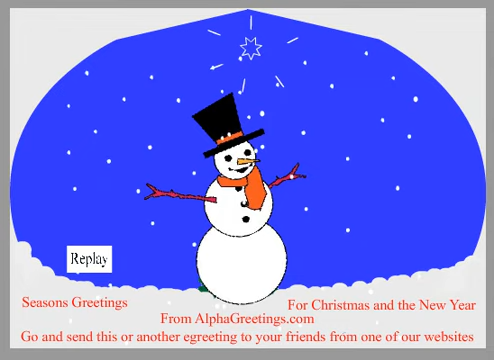 Replay
Seasons Greetings
For Christmas and the New Year
From AlphaGreetings.com
Go and send this or another egreeting to your friends from one of our websites